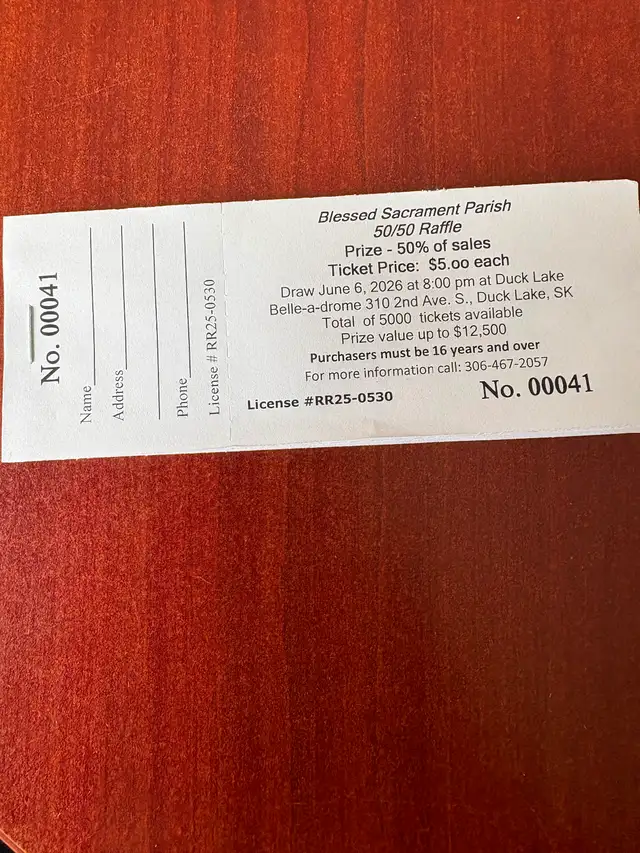 No. 00041
Name
Address
Phone
License # RR25-0530
Blessed Sacrament Parish
50/50 Raffle
Prize - 50% of sales
Ticket Price: $5.00 each
Draw June 6, 2026 at 8:00 pm at Duck Lake
Belle-a-drome 310 2nd Ave. S., Duck Lake, SK
Total of 5000 tickets available
Prize value up to $12,500
Purchasers must be 16 years and over
For more information call: 306-467-2057
License #RR25-0530
No. 00041